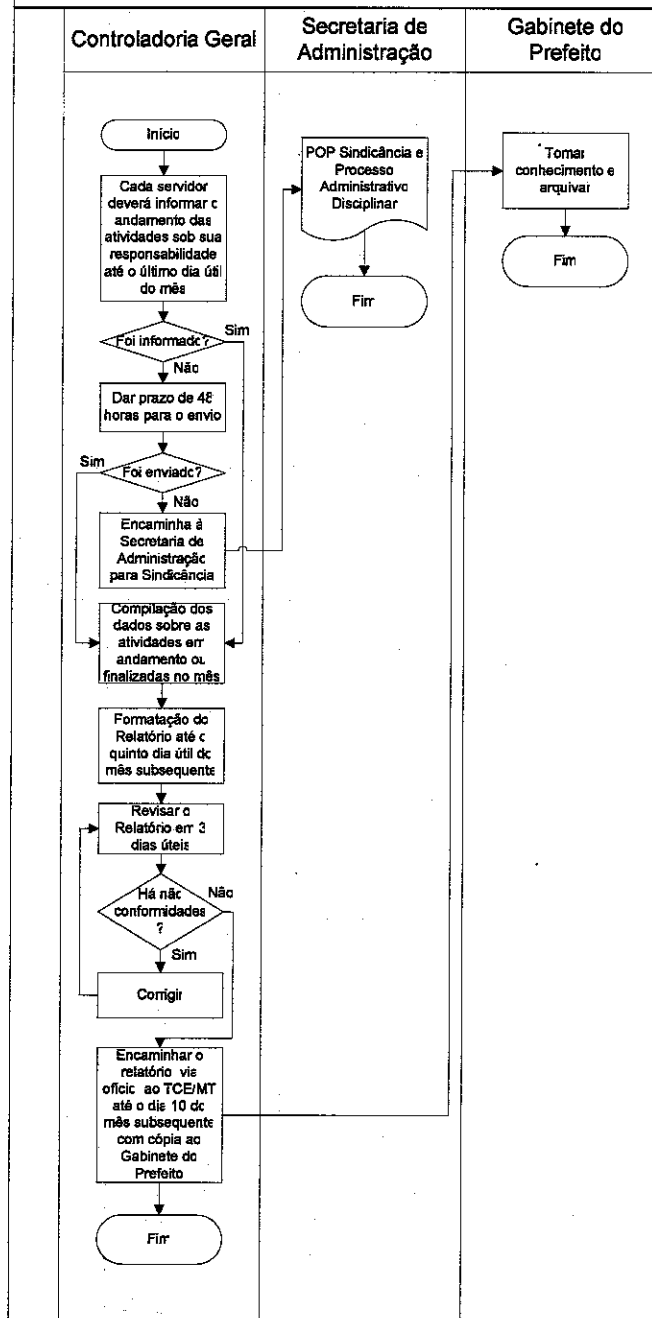 Controladoria Geral
Secretaria de
Administração
Gabinete do
Prefeito
Início
Cada servidor
deverá informar o
andamento das
atividades sob sua
responsabilidade
até o último dia útil
do mês
Foi informado?
Sim
Não
Dar prazo de 48
horas para o envio
Sim
Foi enviado?
Não
Encaminha à
Secretaria de
Administração
para Sindicância
Compilação dos
dados sobre as
atividades em
andamento ou
finalizadas no mês
Formatação do
Relatório até o
quinto dia útil do
mês subsequente
Revisar o
Relatório em 3
dias úteis
Há não
conformidades
?
Não
Sim
Corrigir
Encaminhar o
relatório via
ofício ao TCE/MT
até o dia 10 do
mês subsequente
com cópia ao
Gabinete do
Prefeito
Fim
POP Sindicância e
Processo
Administrativo
Disciplinar
Fim
Tomar
conhecimento e
arquivar
Fim